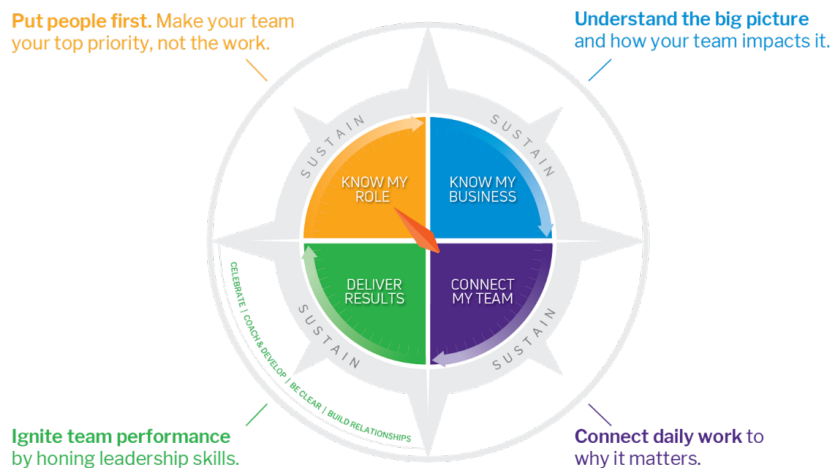 Put people first. Make your team
your top priority, not the work.
Understand the big picture
and how your team impacts it.
SUSTAIN
SUSTAIN
KNOW MY
ROLE
KNOW MY
BUSINESS
DELIVER
RESULTS
CONNECT
MY TEAM
SUSTAIN
SUSTAIN
CELEBRATE | COACH & DEVELOP | BE CLEAR | BUILD RELATIONSHIPS
Ignite team performance
by honing leadership skills.
Connect daily work to
why it matters.